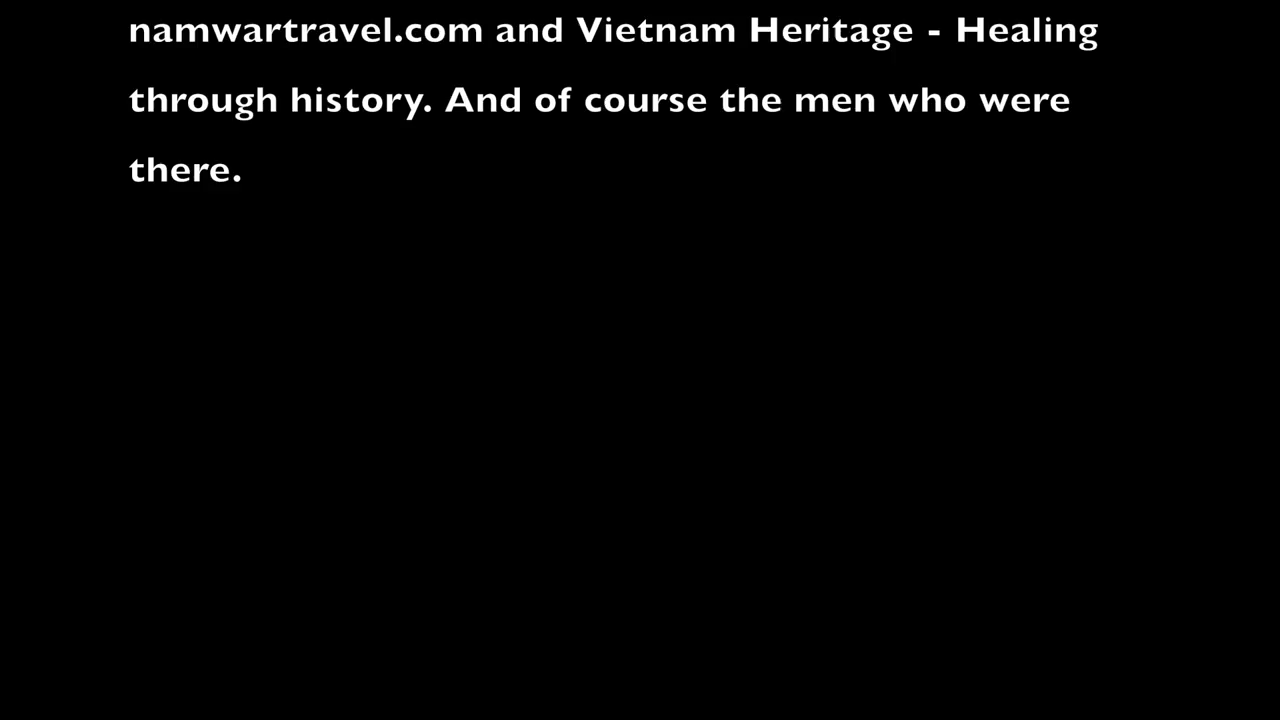 namwartravel.com and Vietnam Heritage - Healing
through history. And of course the men who were
there.